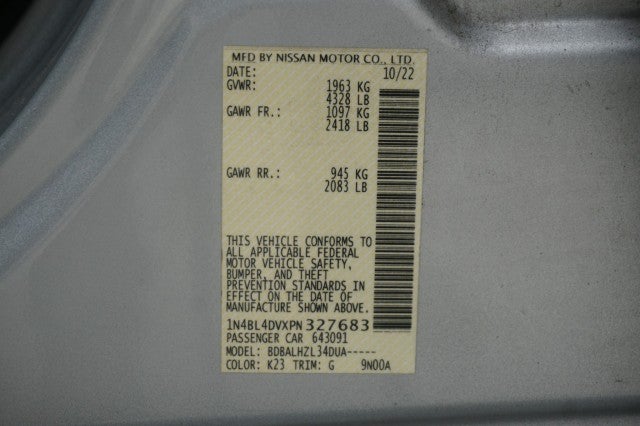 MFD BY NISSAN MOTOR CO., LTD.
DATE: 10/22
GVWR: 1963 KG
4328 LB
GAWR FR.: 1097 KG
2418 LB
GAWR RR.: 945 KG
2083 LB
THIS VEHICLE CONFORMS TO
ALL APPLICABLE FEDERAL
MOTOR VEHICLE SAFETY,
BUMPER, AND THEFT
PREVENTION STANDARDS IN
EFFECT ON THE DATE OF
MANUFACTURE SHOWN ABOVE.
1N4BL4DVXPN327683
PASSENGER CAR 643091
MODEL: BDBALHZL34DUA-----
COLOR: K23 TRIM: G 9N00A